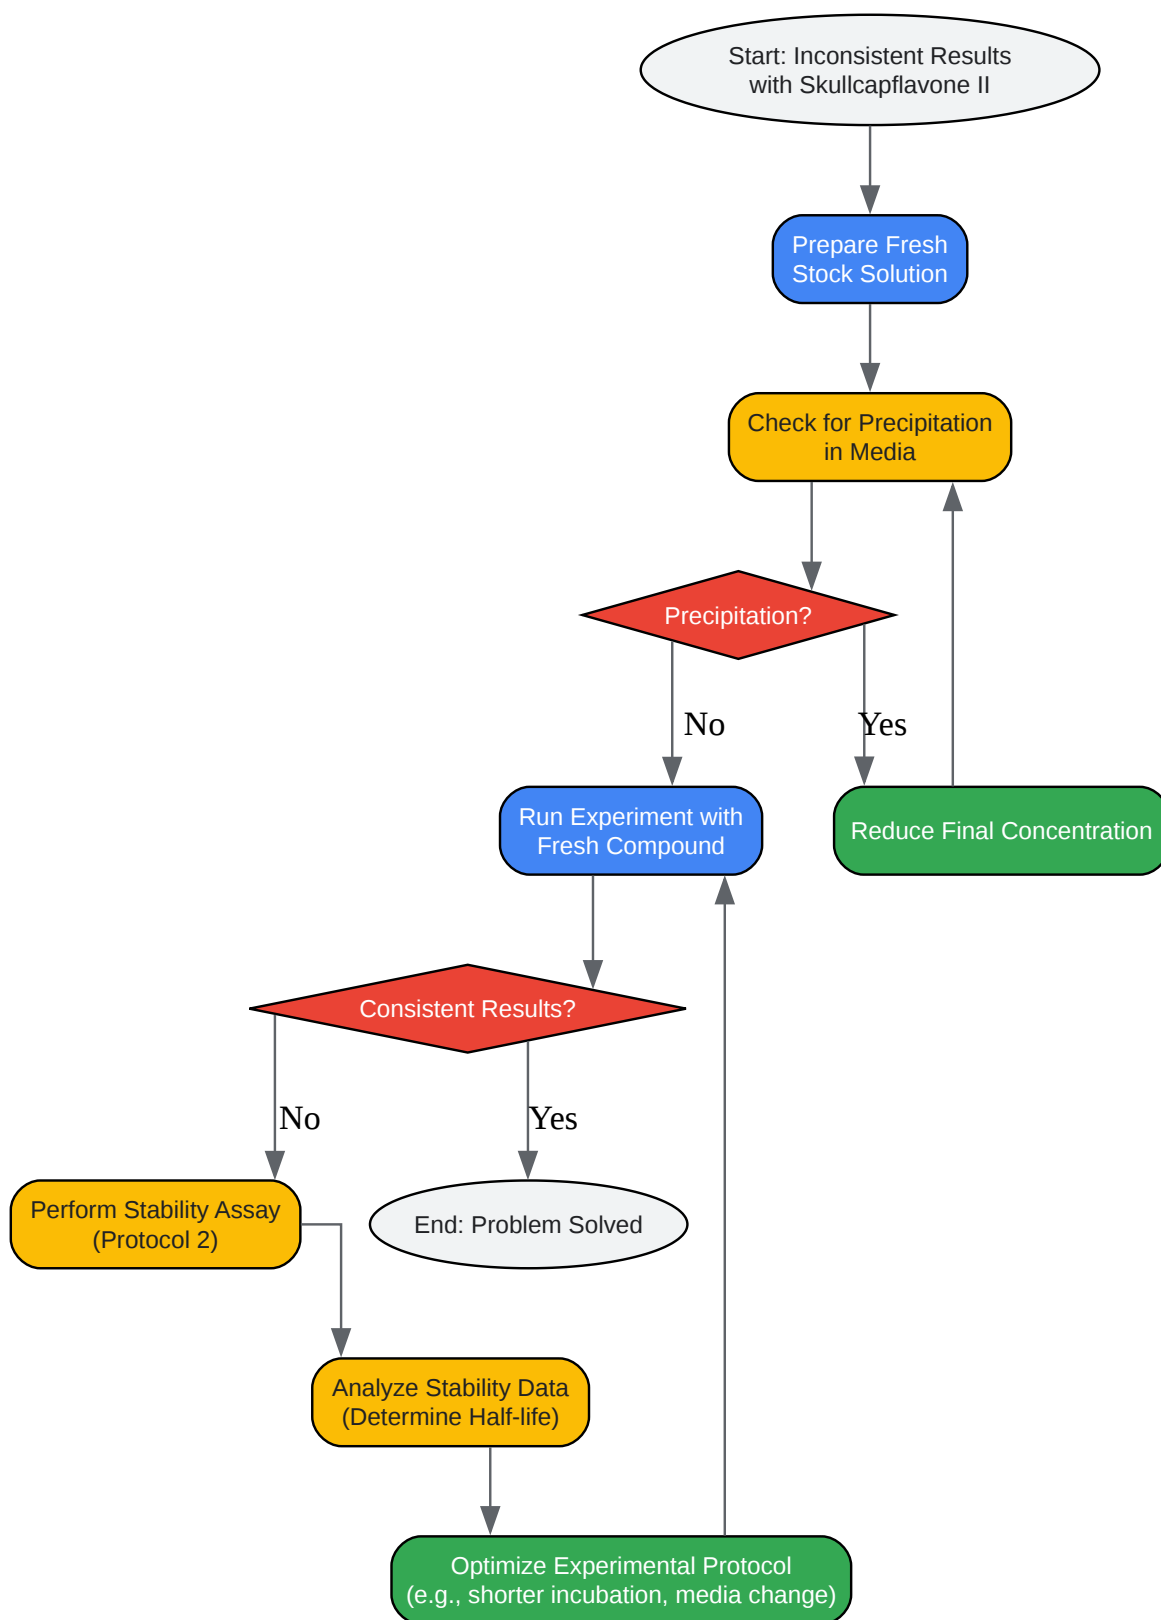 Start: Inconsistent Results
with Skullcapflavone II
Prepare Fresh
Stock Solution
Check for Precipitation
in Media
Precipitation?
No
Yes
Run Experiment with
Fresh Compound
Reduce Final Concentration
Consistent Results?
No
Yes
Perform Stability Assay
(Protocol 2)
End: Problem Solved
Analyze Stability Data
(Determine Half-life)
Optimize Experimental Protocol
(e.g., shorter incubation, media change)